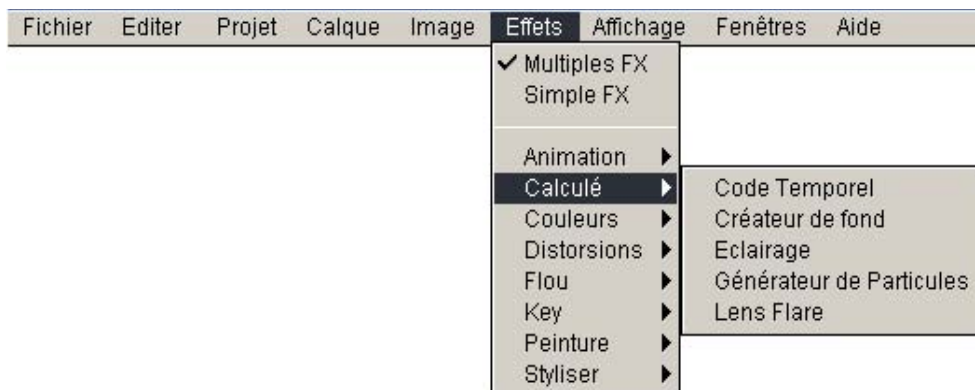 Fichier Editer Projet Calque Image Effets Affichage Fenêtres Aide
Multiples FX
Simple FX
Animation
Calculé
Couleurs
Distorsions
Flou
Key
Peinture
Styliser
Code Temporel
Créateur de fond
Eclairage
Générateur de Particules
Lens Flare